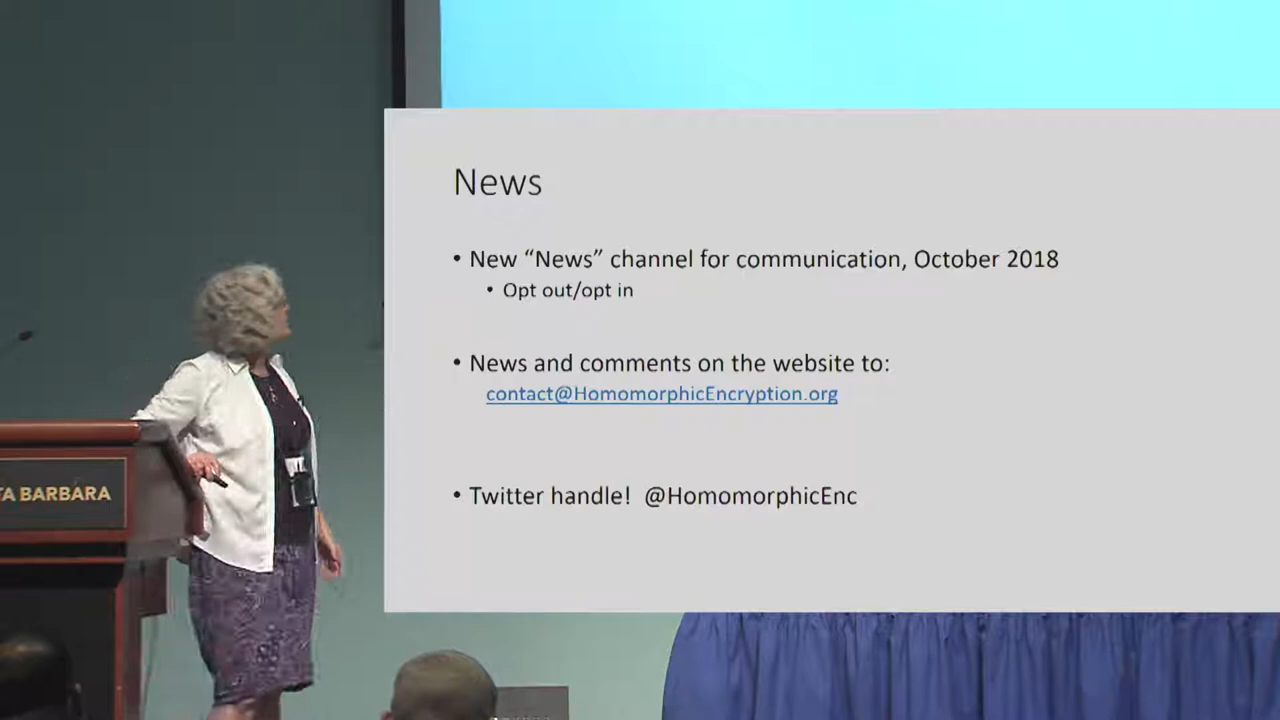 News
• New “News” channel for communication, October 2018
• Opt out/opt in
• News and comments on the website to:
contact@HomomorphicEncryption.org
• Twitter handle!  @HomomorphicEnc
TA BARBARA